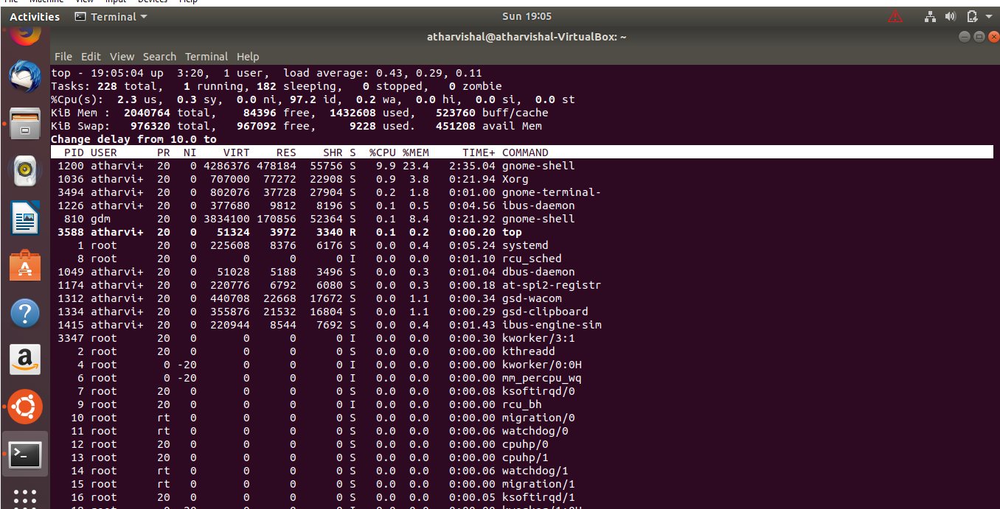 File Machine View Input Devices Help
Activities Terminal Sun 19:05
atharvishal@atharvishal-VirtualBox: ~
File Edit View Search Terminal Help
top - 19:05:04 up  3:20,  1 user,  load average: 0.43, 0.29, 0.11
Tasks: 228 total,   1 running, 182 sleeping,   0 stopped,   0 zombie
%Cpu(s):  2.3 us,  0.3 sy,  0.0 ni, 97.2 id,  0.2 wa,  0.0 hi,  0.0 si,  0.0 st
KiB Mem :  2040764 total,    84396 free,  1432608 used,   523760 buff/cache
KiB Swap:   976320 total,   967092 free,     9228 used.   451208 avail Mem
Change delay from 10.0 to
PID USER PR NI VIRT RES SHR S %CPU %MEM TIME+ COMMAND
1200 atharvi+ 20 0 4286376 478184 55756 S 9.9 23.4 2:35.04 gnome-shell
1036 atharvi+ 20 0 707000 77272 22908 S 0.9 3.8 0:21.94 Xorg
3494 atharvi+ 20 0 802076 37728 27904 S 0.2 1.8 0:01.00 gnome-terminal-
1226 atharvi+ 20 0 377680 9812 8196 S 0.1 0.5 0:04.56 ibus-daemon
810 gdm 20 0 3834100 170856 52364 S 0.1 8.4 0:21.92 gnome-shell
3588 atharvi+ 20 0 51324 3972 3340 R 0.1 0.2 0:00.20 top
1 root 20 0 225608 8376 6176 S 0.0 0.4 0:05.24 systemd
8 root 20 0 0 0 0 I 0.0 0.0 0:01.10 rcu_sched
1049 atharvi+ 20 0 51028 5188 3496 S 0.0 0.3 0:01.04 dbus-daemon
1174 atharvi+ 20 0 220776 6792 6080 S 0.0 0.3 0:00.18 at-spi2-registr
1312 atharvi+ 20 0 440708 22668 17672 S 0.0 1.1 0:00.34 gsd-wacom
1334 atharvi+ 20 0 355876 21532 16804 S 0.0 1.1 0:00.29 gsd-clipboard
1415 atharvi+ 20 0 220944 8544 7692 S 0.0 0.4 0:01.43 ibus-engine-sim
3347 root 20 0 0 0 0 I 0.0 0.0 0:00.30 kworker/3:1
2 root 20 0 0 0 0 S 0.0 0.0 0:00.00 kthreadd
4 root 0 -20 0 0 0 I 0.0 0.0 0:00.00 kworker/0:0H
6 root 0 -20 0 0 0 I 0.0 0.0 0:00.00 mm_percpu_wq
7 root 20 0 0 0 0 S 0.0 0.0 0:00.08 ksoftirqd/0
9 root 20 0 0 0 0 I 0.0 0.0 0:00.00 rcu_bh
10 root rt 0 0 0 0 S 0.0 0.0 0:00.00 migration/0
11 root rt 0 0 0 0 S 0.0 0.0 0:00.06 watchdog/0
12 root 20 0 0 0 0 S 0.0 0.0 0:00.00 cpuhp/0
13 root 20 0 0 0 0 S 0.0 0.0 0:00.00 cpuhp/1
14 root rt 0 0 0 0 S 0.0 0.0 0:00.06 watchdog/1
15 root rt 0 0 0 0 S 0.0 0.0 0:00.00 migration/1
16 root 20 0 0 0 0 S 0.0 0.0 0:00.05 ksoftirqd/1